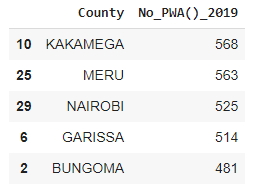 County No_PWA()_2019
10 KAKAMEGA 568
25 MERU 563
29 NAIROBI 525
6 GARISSA 514
2 BUNGOMA 481